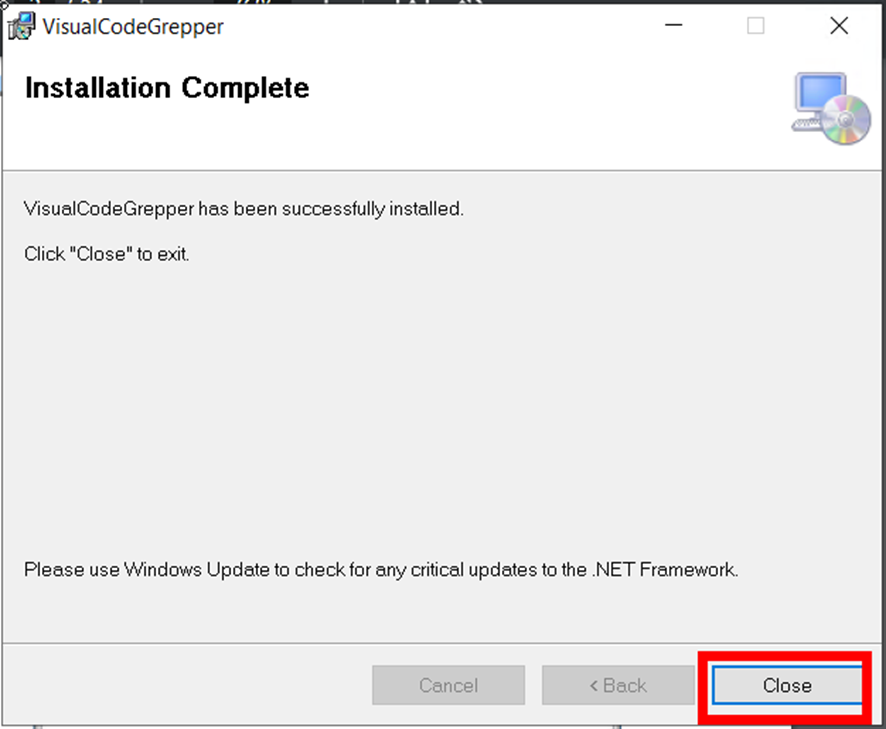 VisualCodeGrepper
Installation Complete
VisualCodeGrepper has been successfully installed.
Click "Close" to exit.
Please use Windows Update to check for any critical updates to the .NET Framework.
Cancel
< Back
Close